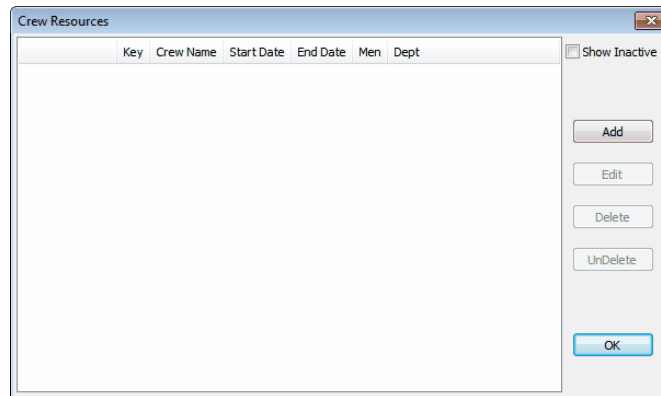 Crew Resources
Key Crew Name Start Date End Date Men Dept
Show Inactive
Add
Edit
Delete
UnDelete
OK